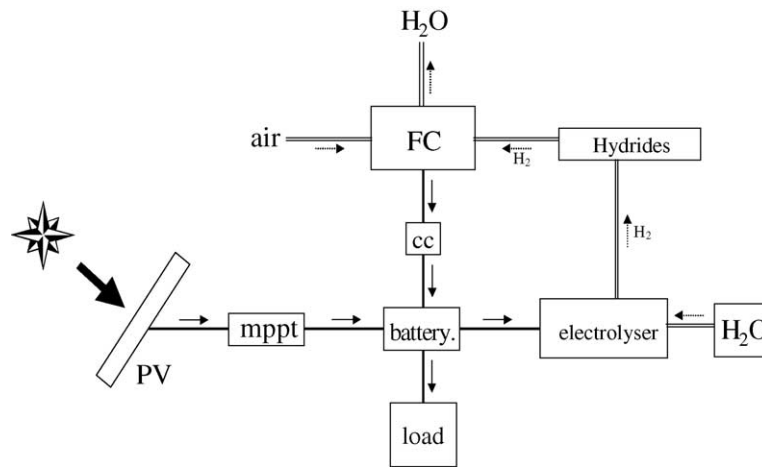 H₂O
air
FC
Hydrides
H₂
cc
H₂
mppt
battery.
electrolyser
H₂O
PV
load